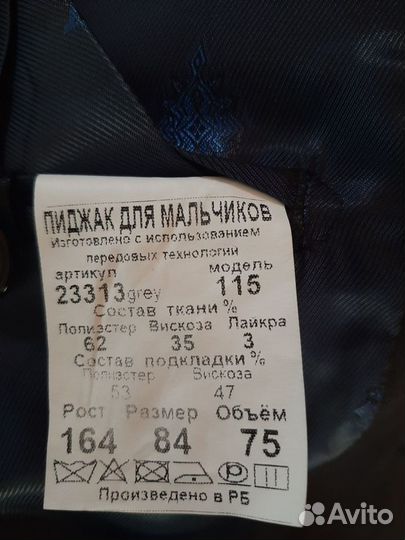 ПИДЖАК ДЛЯ МАЛЬЧИКОВ
Изготовлено с использованием
передовых технологии
артикул модель
23313grey 115
Состав ткани %
Полиэстер Вискоза Лайкра
62 35 3
Состав подкладки %
Полиэстер Вискоза
53 47
Рост Размер Объём
164 84 75
P
Произведено в РБ
Avito